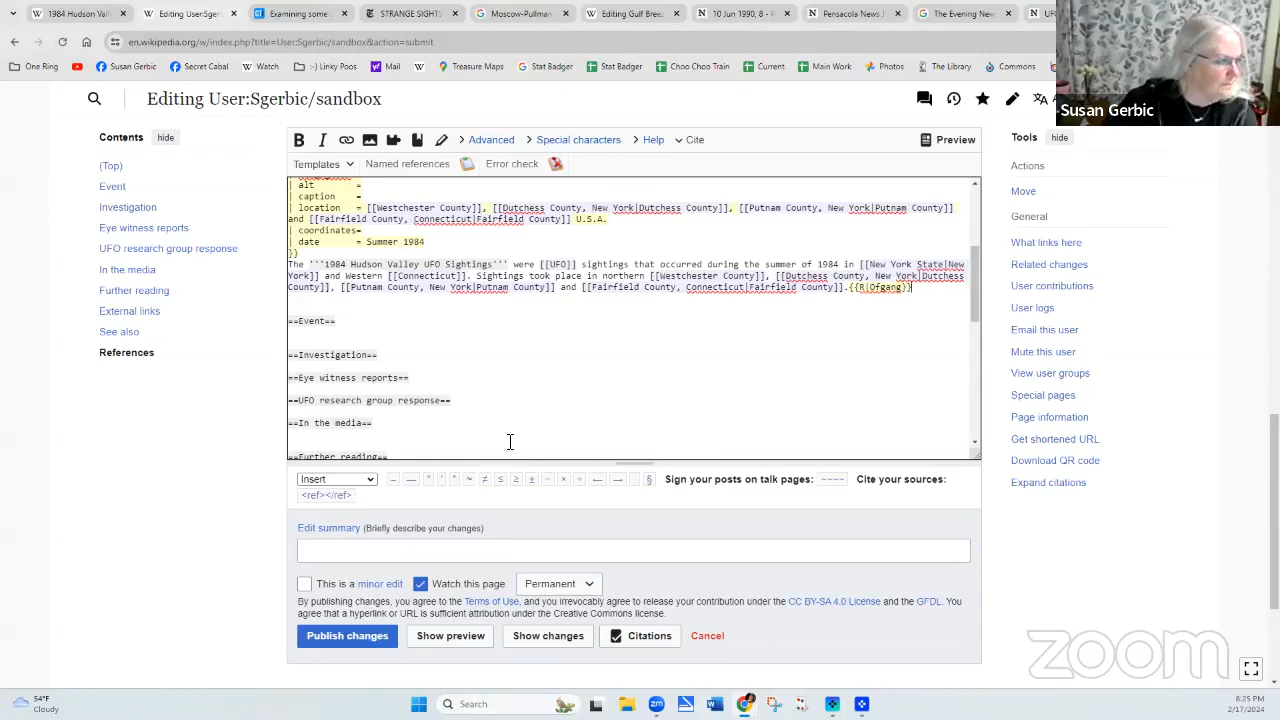 1984 Hudson
Editing User:Sgerbic
Examining some
STRANGE SIGHTS
Moscow-Pullman
Editing Gulf Breez
10 Jun 1990, 8 - P
Pensacola News J
The Evening New
UFO
en.wikipedia.org/w/index.php?title=User:Sgerbic/sandbox&action=submit
One Ring
Susan Gerbic
Secret Cabal
Watch
:-) Linky Poo
Y,Mail
Treasure Maps
Stat Badger
Stat Badger
Choo Choo Train
Current
Main Work
Photos
The Library
Commons
Susan Gerbic
Editing User:Sgerbic/sandbox
Contents hide
(Top)
Event
Investigation
Eye witness reports
UFO research group response
In the media
Further reading
External links
See also
References
Advanced Special characters Help Cite Preview
Templates Named references Error check
| alt =
| caption =
| location = [[Westchester County]], [[Dutchess County, New York|Dutchess County]], [[Putnam County, New York|Putnam County]]
and [[Fairfield County, Connecticut|Fairfield County]] U.S.A.
| coordinates=
| date = Summer 1984
}}
The '''1984 Hudson Valley UFO Sightings''' were [[UFO]] sightings that occurred during the summer of 1984 in [[New York State|New
York]] and Western [[Connecticut]]. Sightings took place in northern [[Westchester County]], [[Dutchess County, New York|Dutchess
County]], [[Putnam County, New York|Putnam County]] and [[Fairfield County, Connecticut|Fairfield County]].{{R|Ofgang}}
==Event==
==Investigation==
==Eye witness reports==
==UFO research group response==
==In the media==
==Further reading==
Insert – — ° ′ ″ ≈ ≠ ≤ ≥ ± − × ÷ ← → · § Sign your posts on talk pages: ~~~~ Cite your sources:
<ref></ref>
Edit summary (Briefly describe your changes)
This is a minor edit Watch this page Permanent
By publishing changes, you agree to the Terms of Use, and you irrevocably agree to release your contribution under the CC BY-SA 4.0 License and the GFDL. You
agree that a hyperlink or URL is sufficient attribution under the Creative Commons license.
Publish changes Show preview Show changes Citations Cancel
Tools hide
Actions
Move
General
What links here
Related changes
User contributions
User logs
Email this user
Mute this user
View user groups
Special pages
Page information
Get shortened URL
Download QR code
Expand citations
zoom
54°F
Cloudy
Search
8:25 PM
2/17/2024